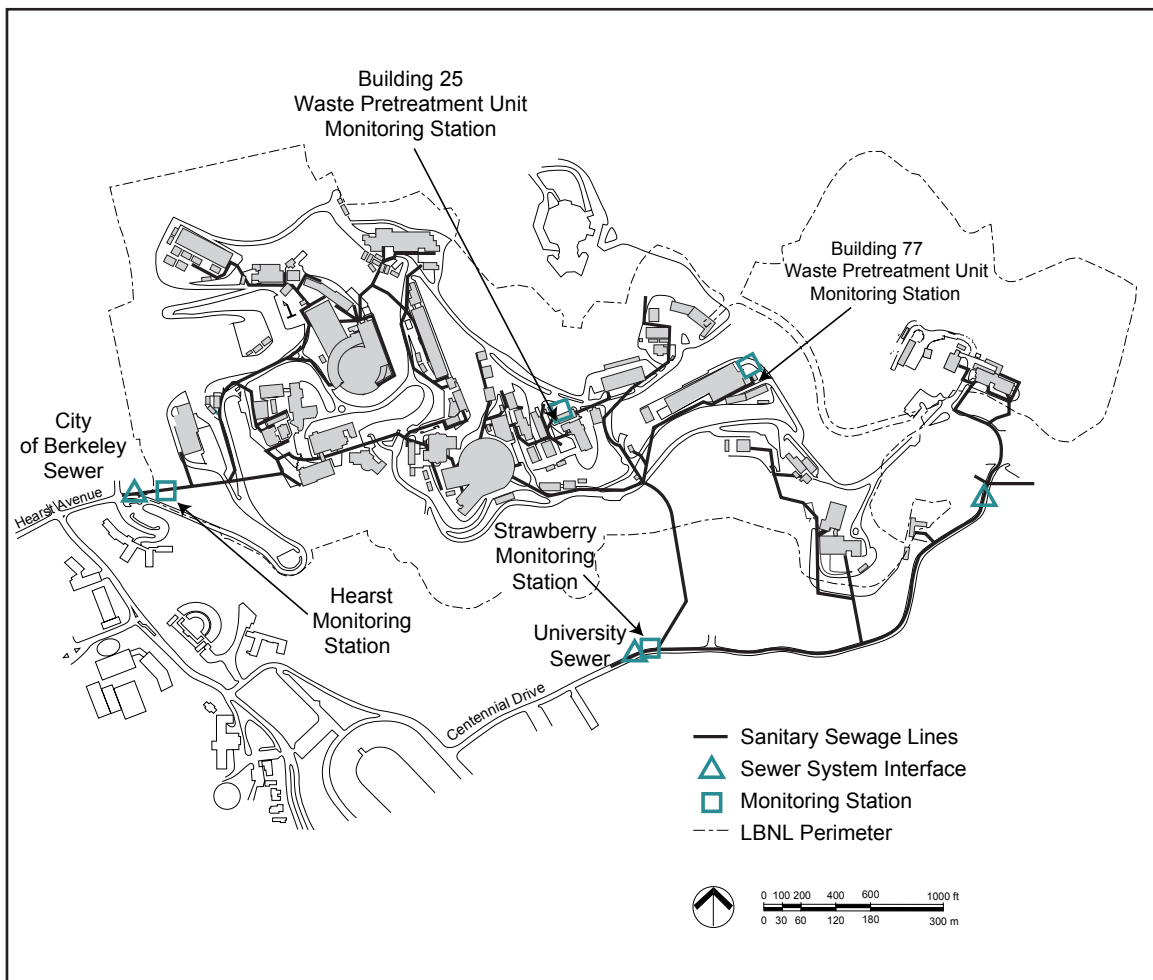 Building 25
Waste Pretreatment Unit
Monitoring Station
Building 77
Waste Pretreatment Unit
Monitoring Station
City
of Berkeley
Sewer
Hearst Avenue
Strawberry
Monitoring
Station
Hearst
Monitoring
Station
University
Sewer
Centennial Drive
Sanitary Sewage Lines
Sewer System Interface
Monitoring Station
LBNL Perimeter
0 100 200 400 600 1000 ft
0 30 60 120 180 300 m